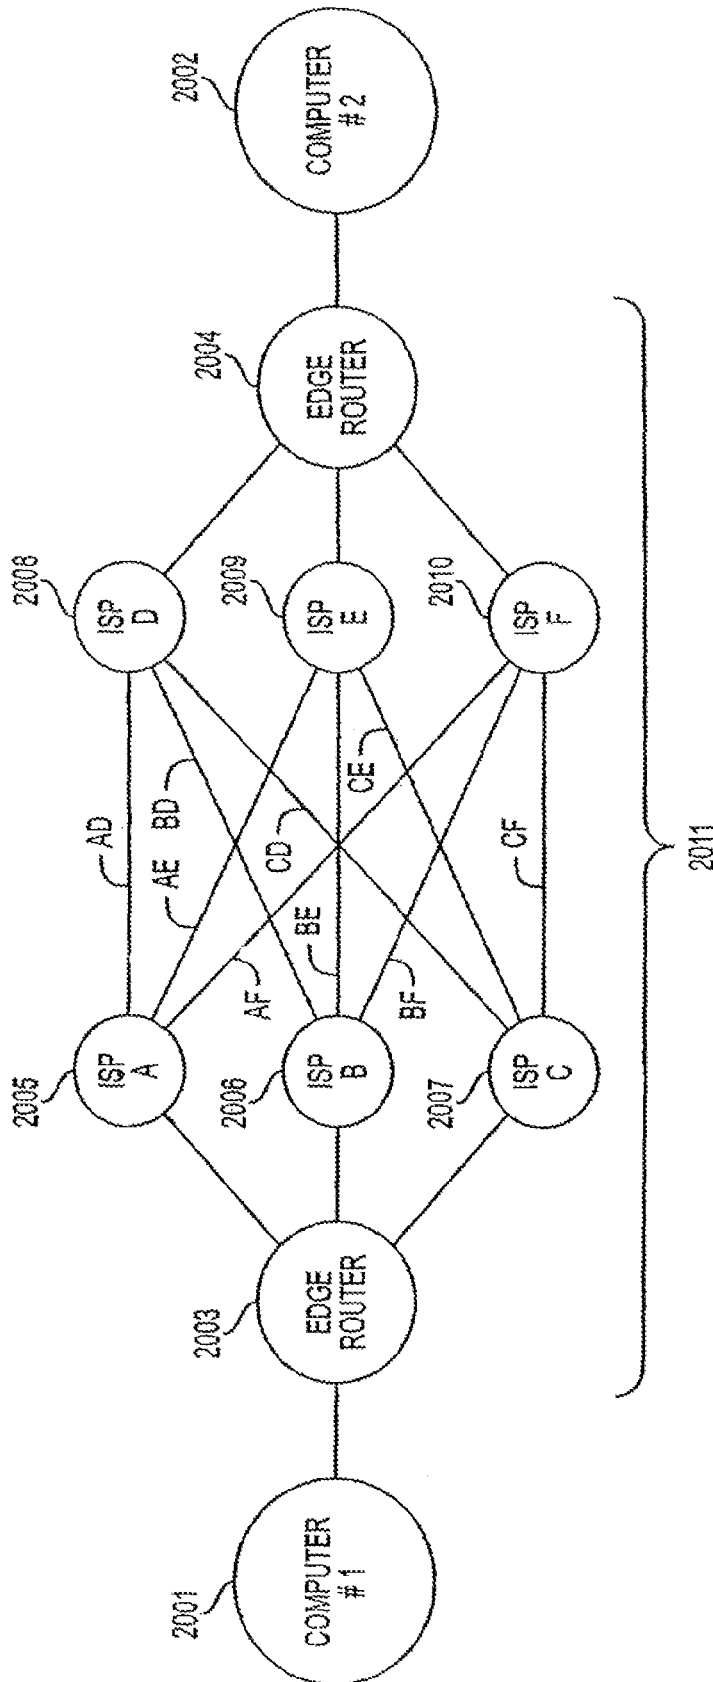 2001
COMPUTER
#1
2003
EDGE
ROUTER
2005
ISP
A
2006
ISP
B
2007
ISP
C
AD
AE
BD
AF
CD
BE
CE
BF
CF
2008
ISP
D
2009
ISP
E
2010
ISP
F
2004
EDGE
ROUTER
2002
COMPUTER
#2
2011